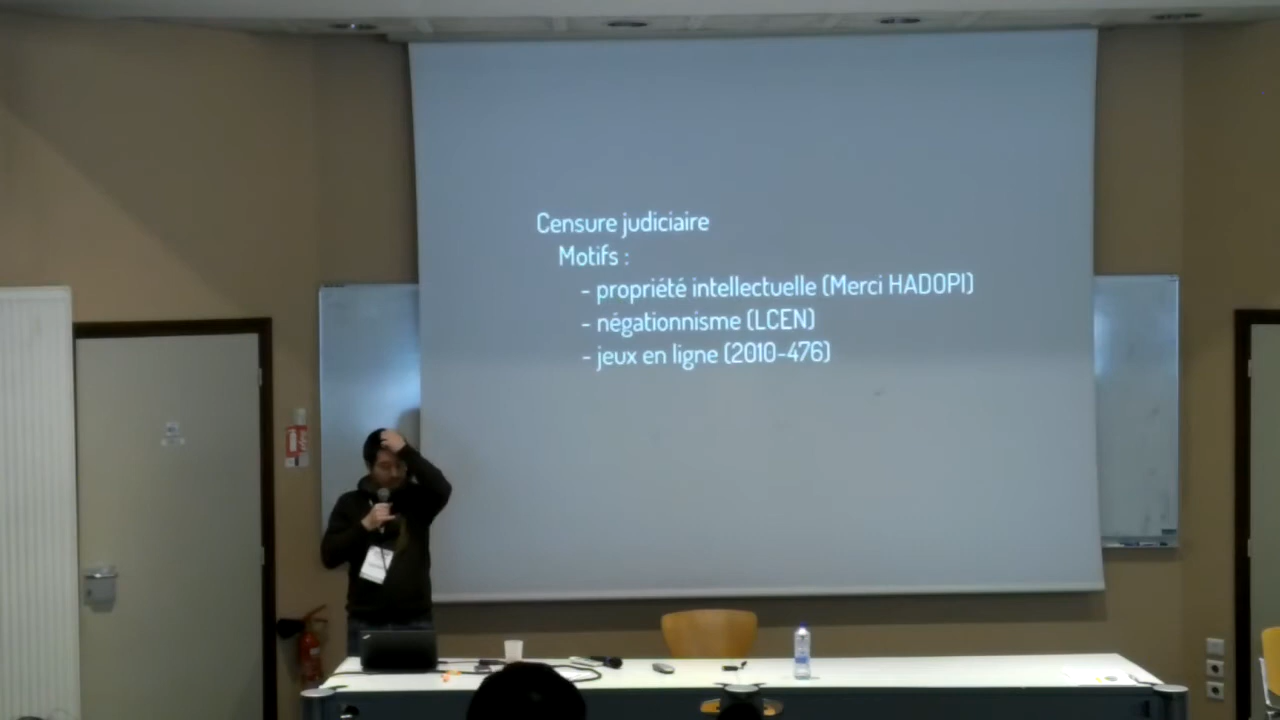 Censure judiciaire
Motifs :
- propriété intellectuelle (Merci HADOPI)
- négationnisme (LCEN)
- jeux en ligne (2010-476)